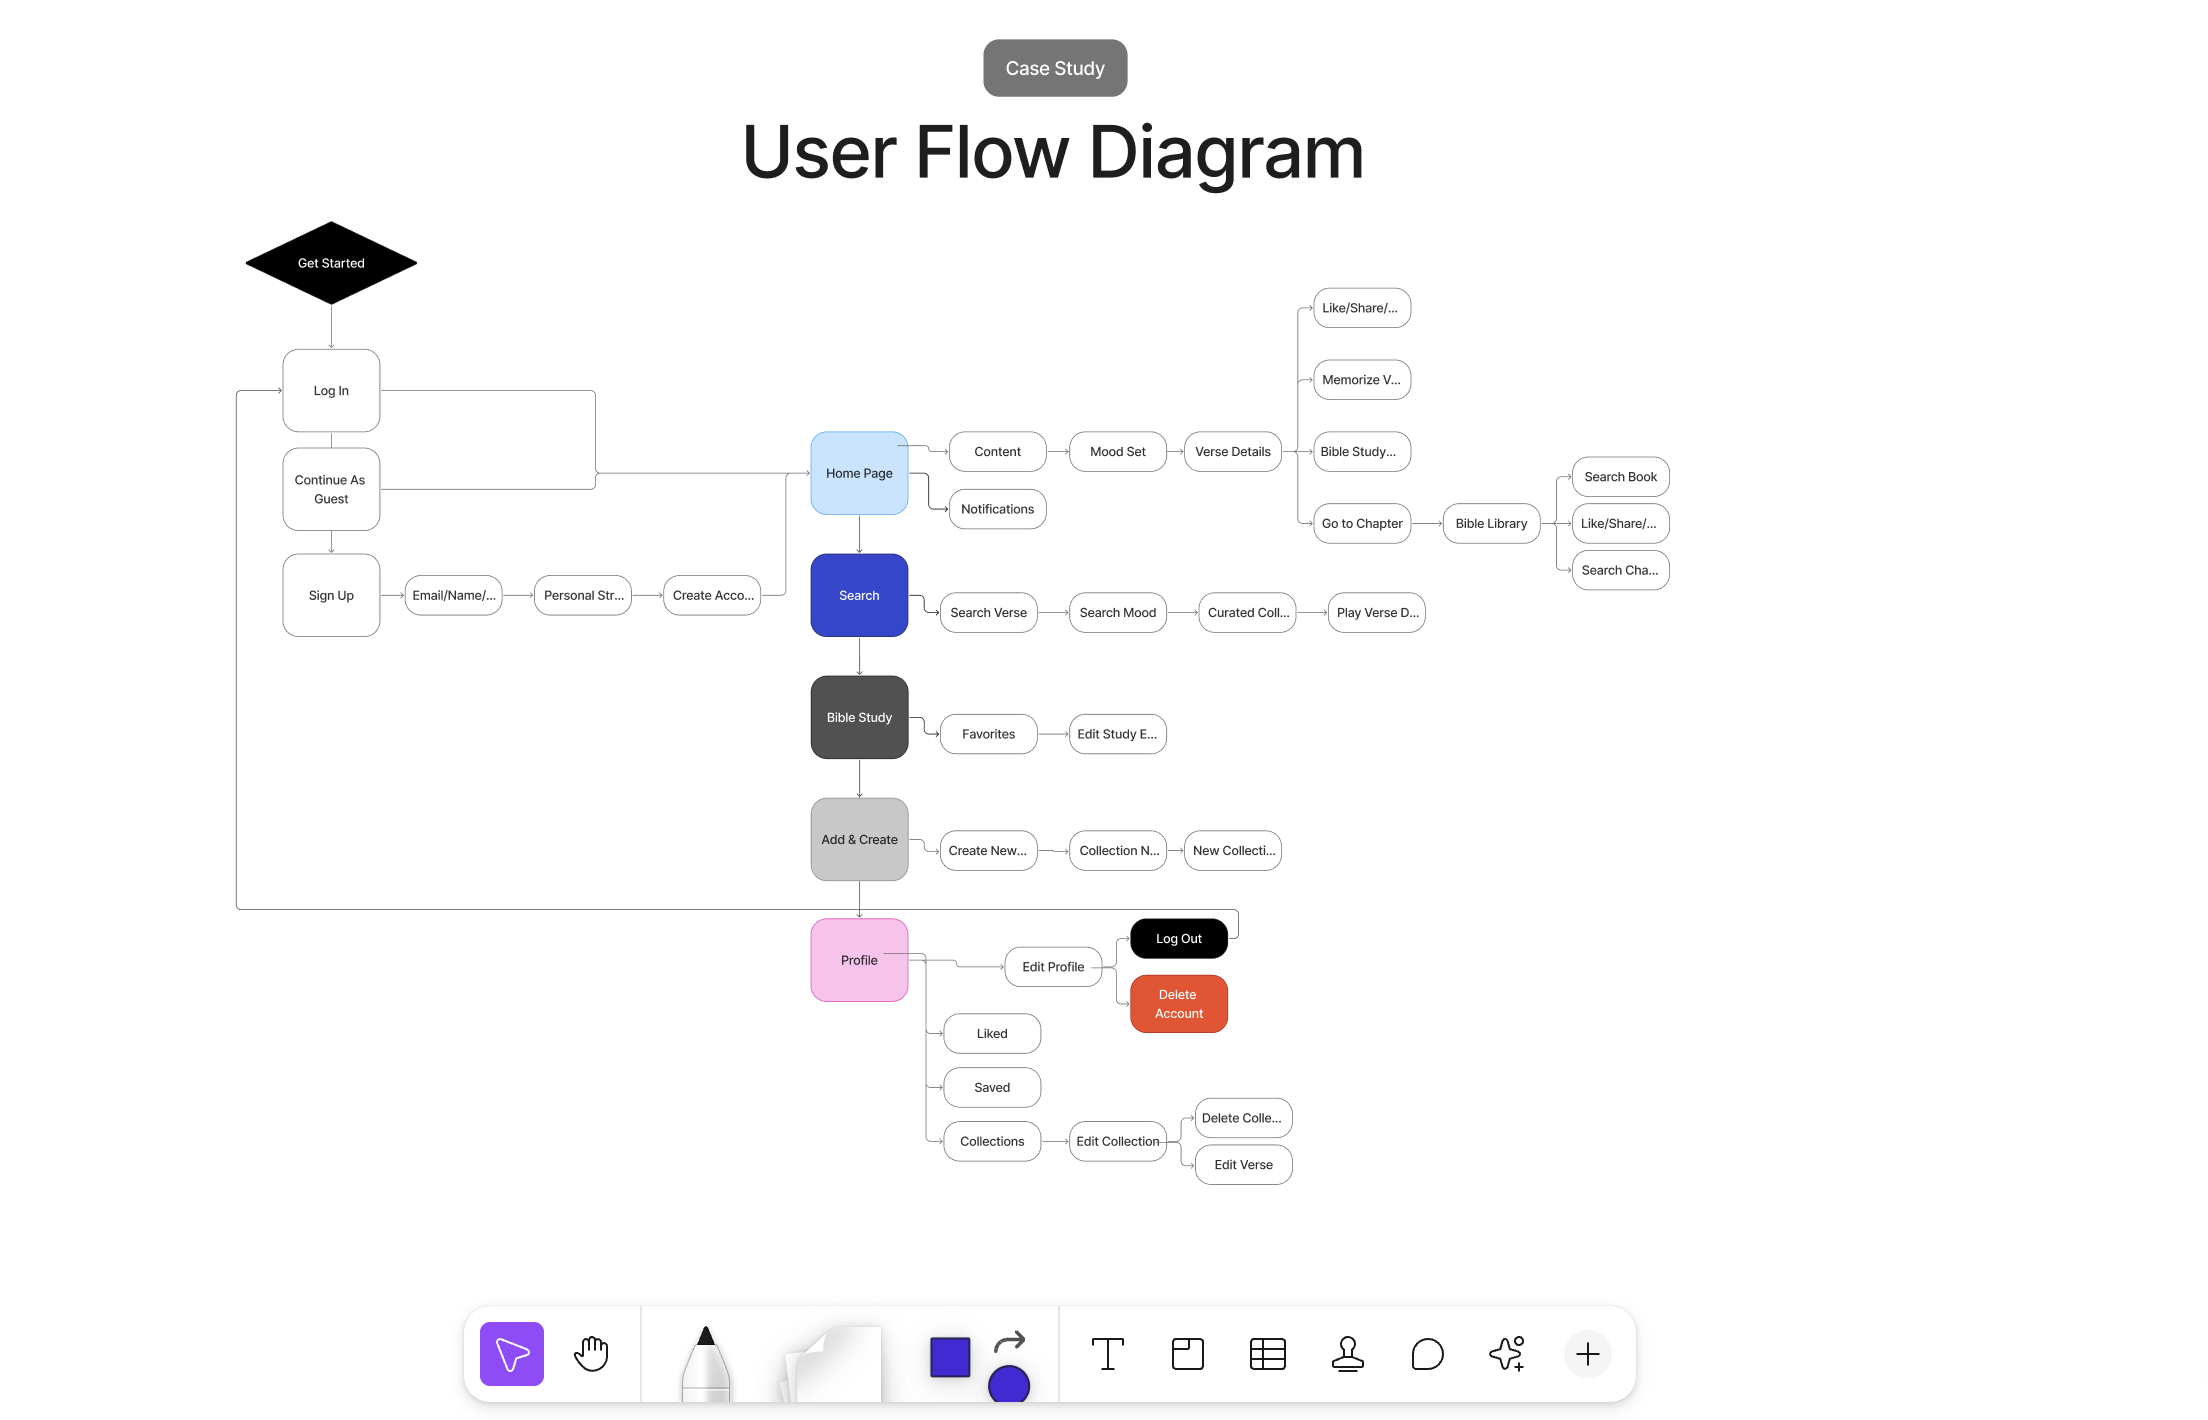 Case Study
User Flow Diagram
Get Started
Log In
Continue As
Guest
Sign Up
Email/Name/...
Personal Str...
Create Acco...
Home Page
Content
Mood Set
Verse Details
Like/Share/...
Memorize V...
Bible Study...
Go to Chapter
Bible Library
Search Book
Like/Share/...
Search Cha...
Notifications
Search
Search Verse
Search Mood
Curated Coll...
Play Verse D...
Bible Study
Favorites
Edit Study E...
Add & Create
Create New...
Collection N...
New Collecti...
Profile
Edit Profile
Log Out
Delete
Account
Liked
Saved
Collections
Edit Collection
Delete Colle...
Edit Verse